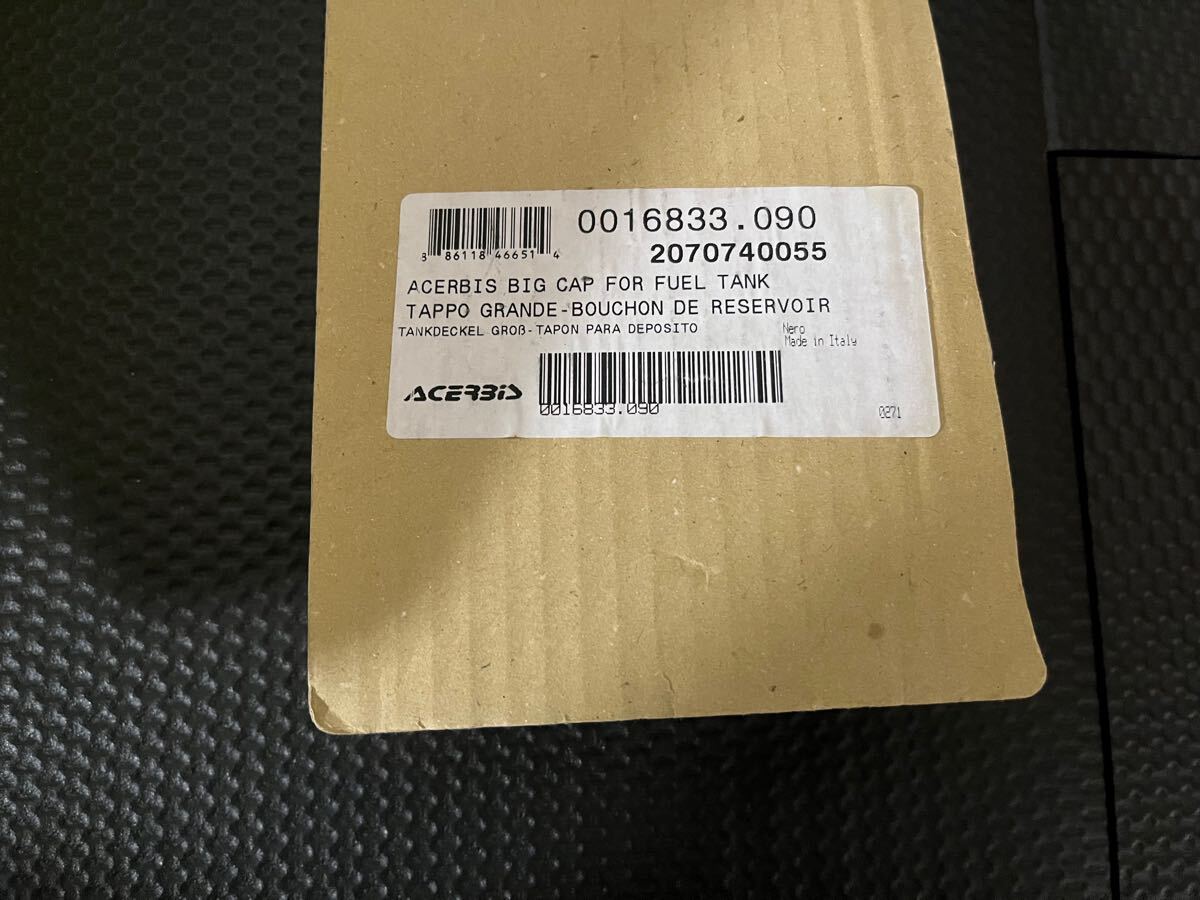 0016833.090
8 86118 46651 4
2070740055
ACERBIS BIG CAP FOR FUEL TANK
TAPPO GRANDE-BOUCHON DE RESERVOIR
TANKDECKEL GROß-TAPON PARA DEPOSITO
Nero
Made in Italy
ACERBIS
0016833.090
0271